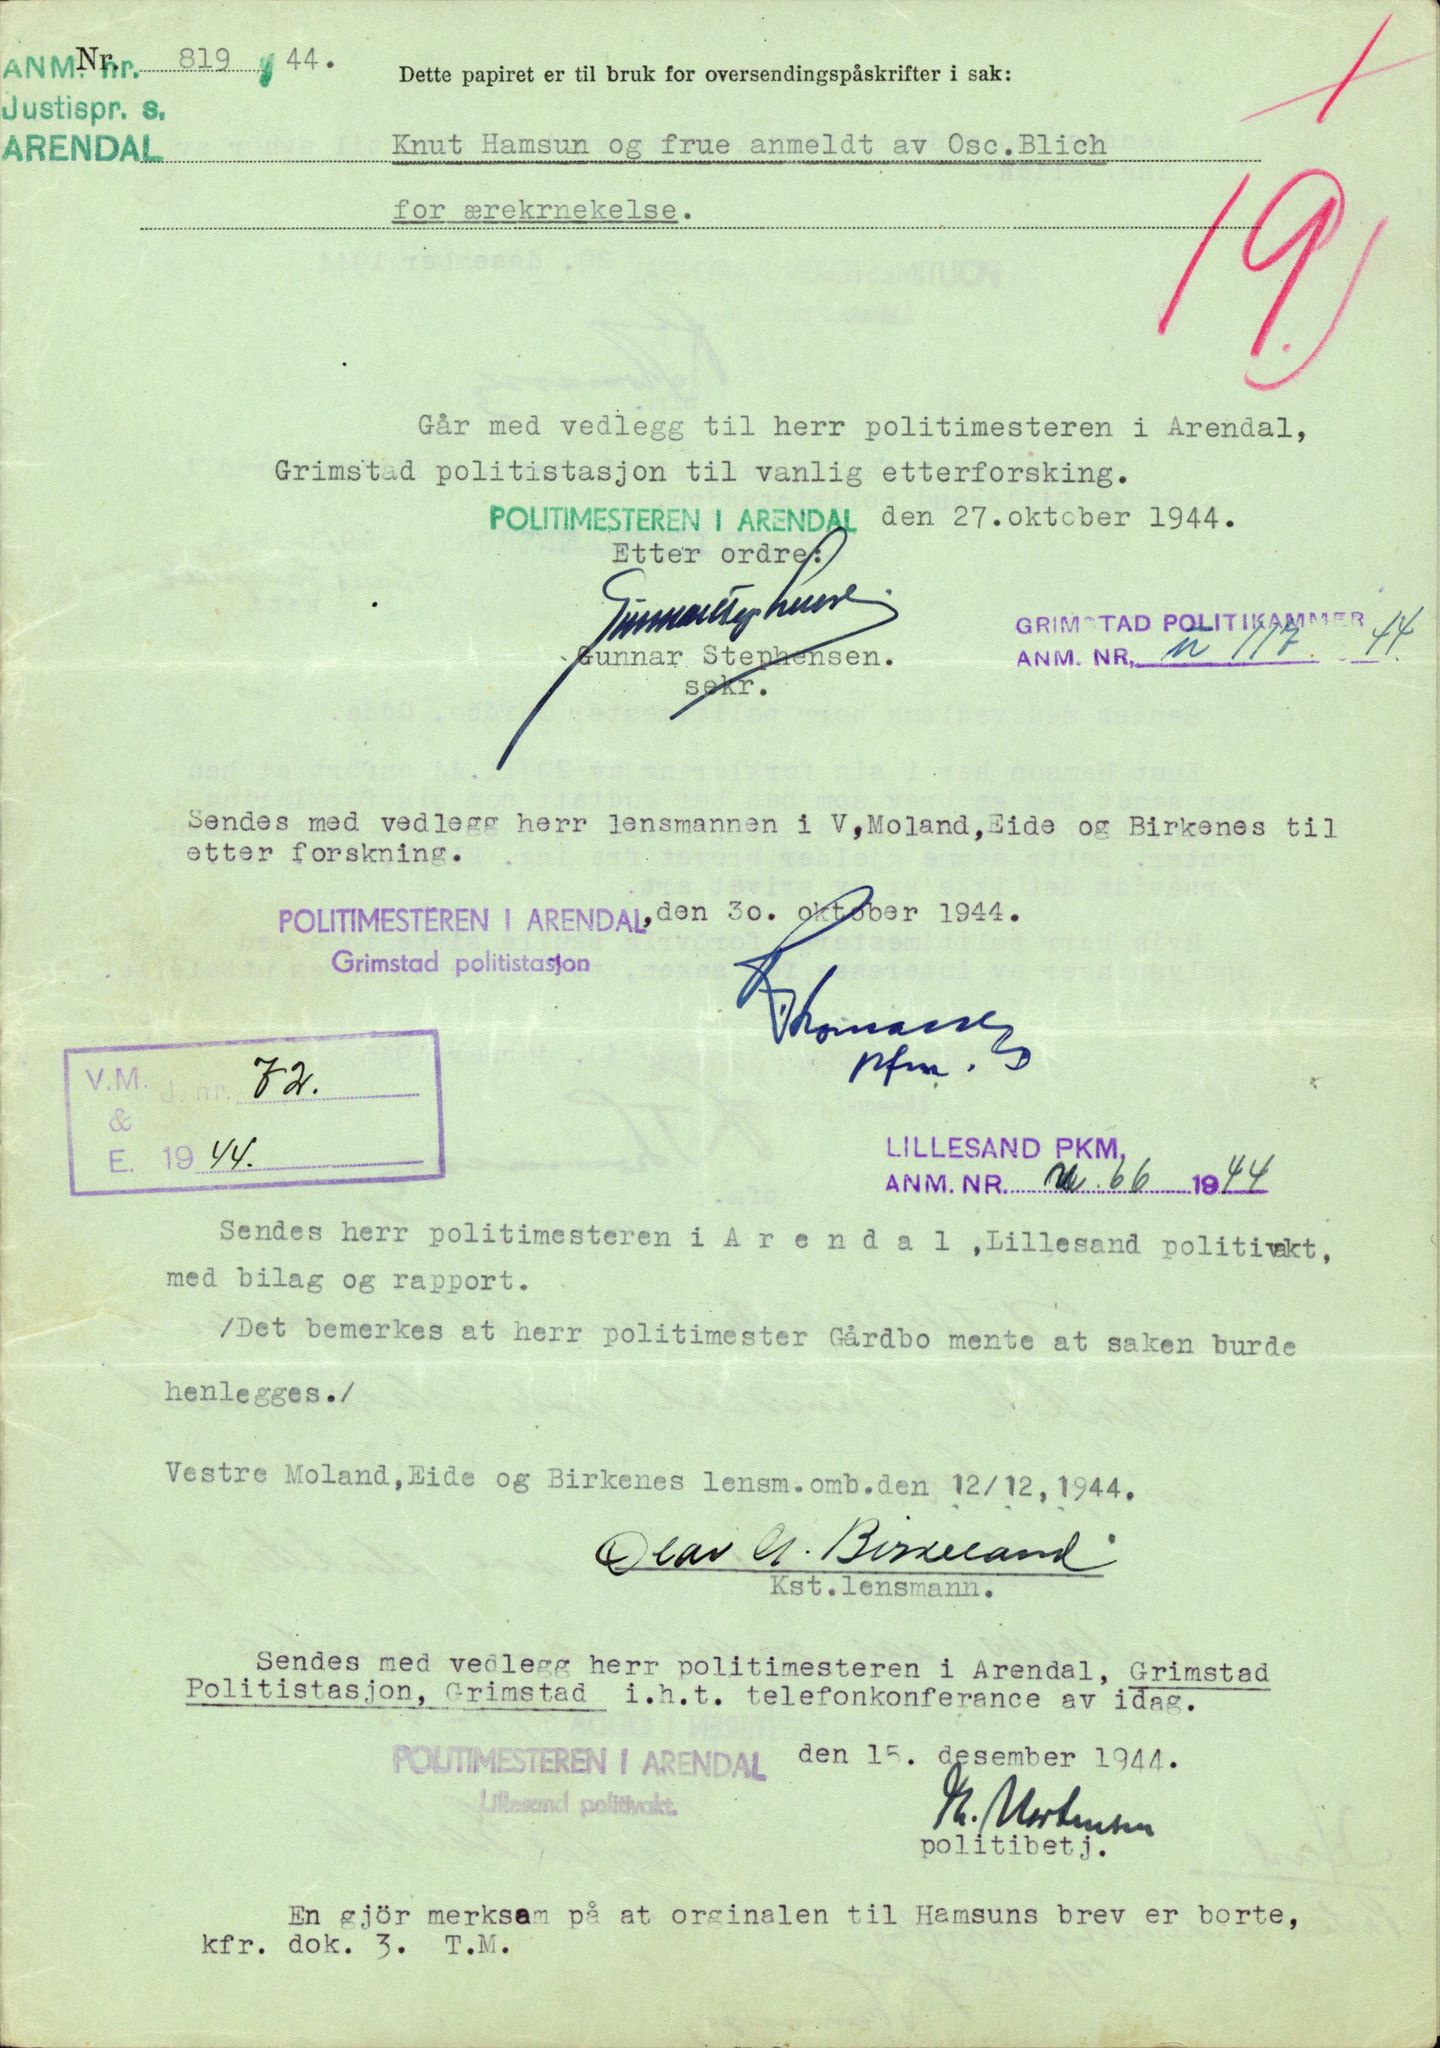 Nr. 819 / 44.
ANM. nr.
Justispr. s.
ARENDAL
Dette papiret er til bruk for oversendingspåskrifter i sak:
Knut Hamsun og frue anmeldt av Osc.Blich
for ærekrnekelse.
19
Går med vedlegg til herr politimesteren i Arendal,
Grimstad politistasjon til vanlig etterforsking.
POLITIMESTEREN I ARENDAL den 27.oktober 1944.
Etter ordre:
Gunnar Stephensen
Gunnar Stephensen.
sekr.
GRIMSTAD POLITIKAMMER
ANM. NR. 117 44
Sendes med vedlegg herr lensmannen i V,Moland,Eide og Birkenes til
etter forskning.
POLITIMESTEREN I ARENDAL,den 3o. oktober 1944.
Grimstad politistasjon
Thomassen
pfm.
V.M. J. nr. 72.
&
E. 1944.
LILLESAND PKM,
ANM. NR. 66 1944
Sendes herr politimesteren i A r e n d a l ,Lillesand politivakt,
med bilag og rapport.
/Det bemerkes at herr politimester Gårdbo mente at saken burde
henlegges./
Vestre Moland,Eide og Birkenes lensm.omb.den 12/12, 1944.
Olav A. Birkeland
Kst.lensmann.
Sendes med vedlegg herr politimesteren i Arendal, Grimstad
Politistasjon, Grimstad i.h.t. telefonkonferance av idag.
POLITIMESTEREN I ARENDAL den 15. desember 1944.
Lillesand politivakt.
Th. Mortensen
politibetj.
En gjör merksam på at orginalen til Hamsuns brev er borte,
kfr. dok. 3. T.M.